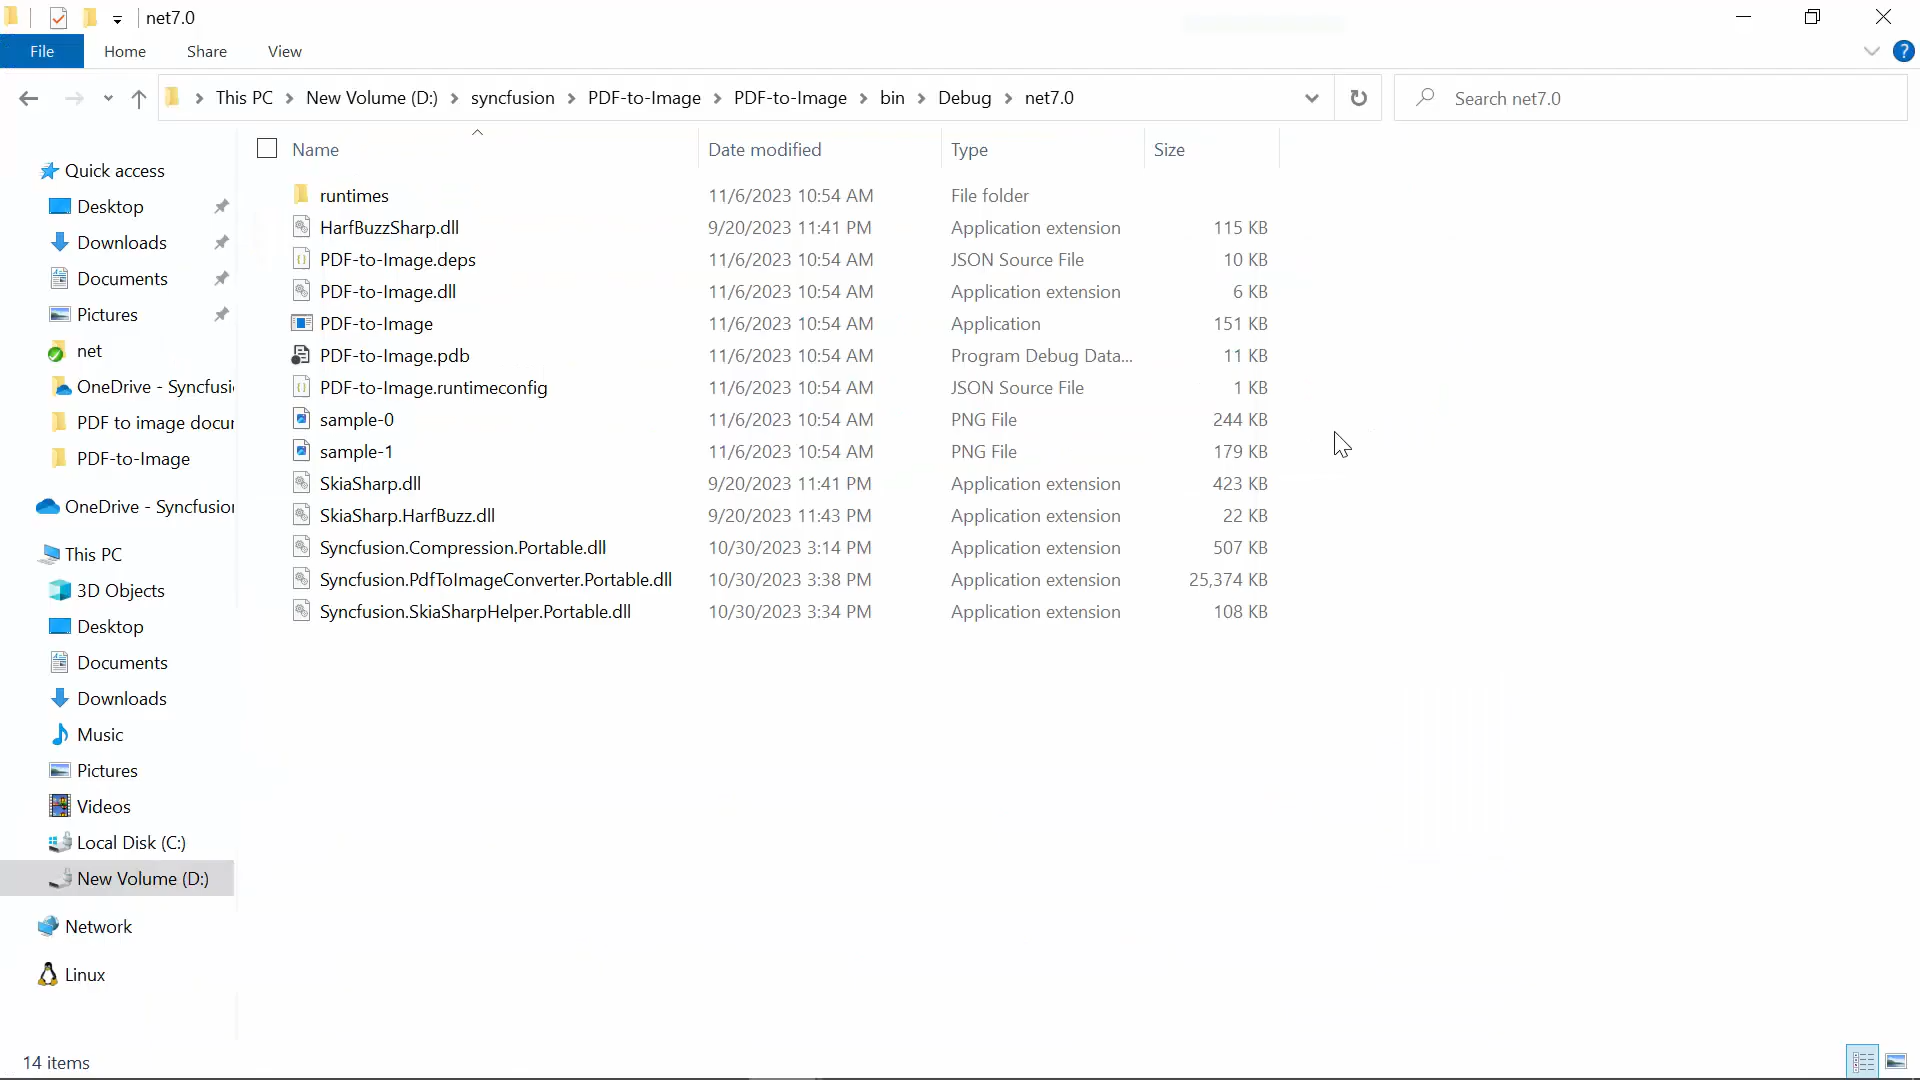 net7.0
File Home Share View
This PC New Volume (D:) syncfusion PDF-to-Image PDF-to-Image bin Debug net7.0
Search net7.0
Name Date modified Type Size
runtimes 11/6/2023 10:54 AM File folder
HarfBuzzSharp.dll 9/20/2023 11:41 PM Application extension 115 KB
PDF-to-Image.deps 11/6/2023 10:54 AM JSON Source File 10 KB
PDF-to-Image.dll 11/6/2023 10:54 AM Application extension 6 KB
PDF-to-Image 11/6/2023 10:54 AM Application 151 KB
PDF-to-Image.pdb 11/6/2023 10:54 AM Program Debug Data... 11 KB
PDF-to-Image.runtimeconfig 11/6/2023 10:54 AM JSON Source File 1 KB
sample-0 11/6/2023 10:54 AM PNG File 244 KB
sample-1 11/6/2023 10:54 AM PNG File 179 KB
SkiaSharp.dll 9/20/2023 11:41 PM Application extension 423 KB
SkiaSharp.HarfBuzz.dll 9/20/2023 11:43 PM Application extension 22 KB
Syncfusion.Compression.Portable.dll 10/30/2023 3:14 PM Application extension 507 KB
Syncfusion.PdfToImageConverter.Portable.dll 10/30/2023 3:38 PM Application extension 25,374 KB
Syncfusion.SkiaSharpHelper.Portable.dll 10/30/2023 3:34 PM Application extension 108 KB
Quick access
Desktop
Downloads
Documents
Pictures
net
OneDrive - Syncfusi
PDF to image docur
PDF-to-Image
OneDrive - Syncfusion
This PC
3D Objects
Desktop
Documents
Downloads
Music
Pictures
Videos
Local Disk (C:)
New Volume (D:)
Network
Linux
14 items